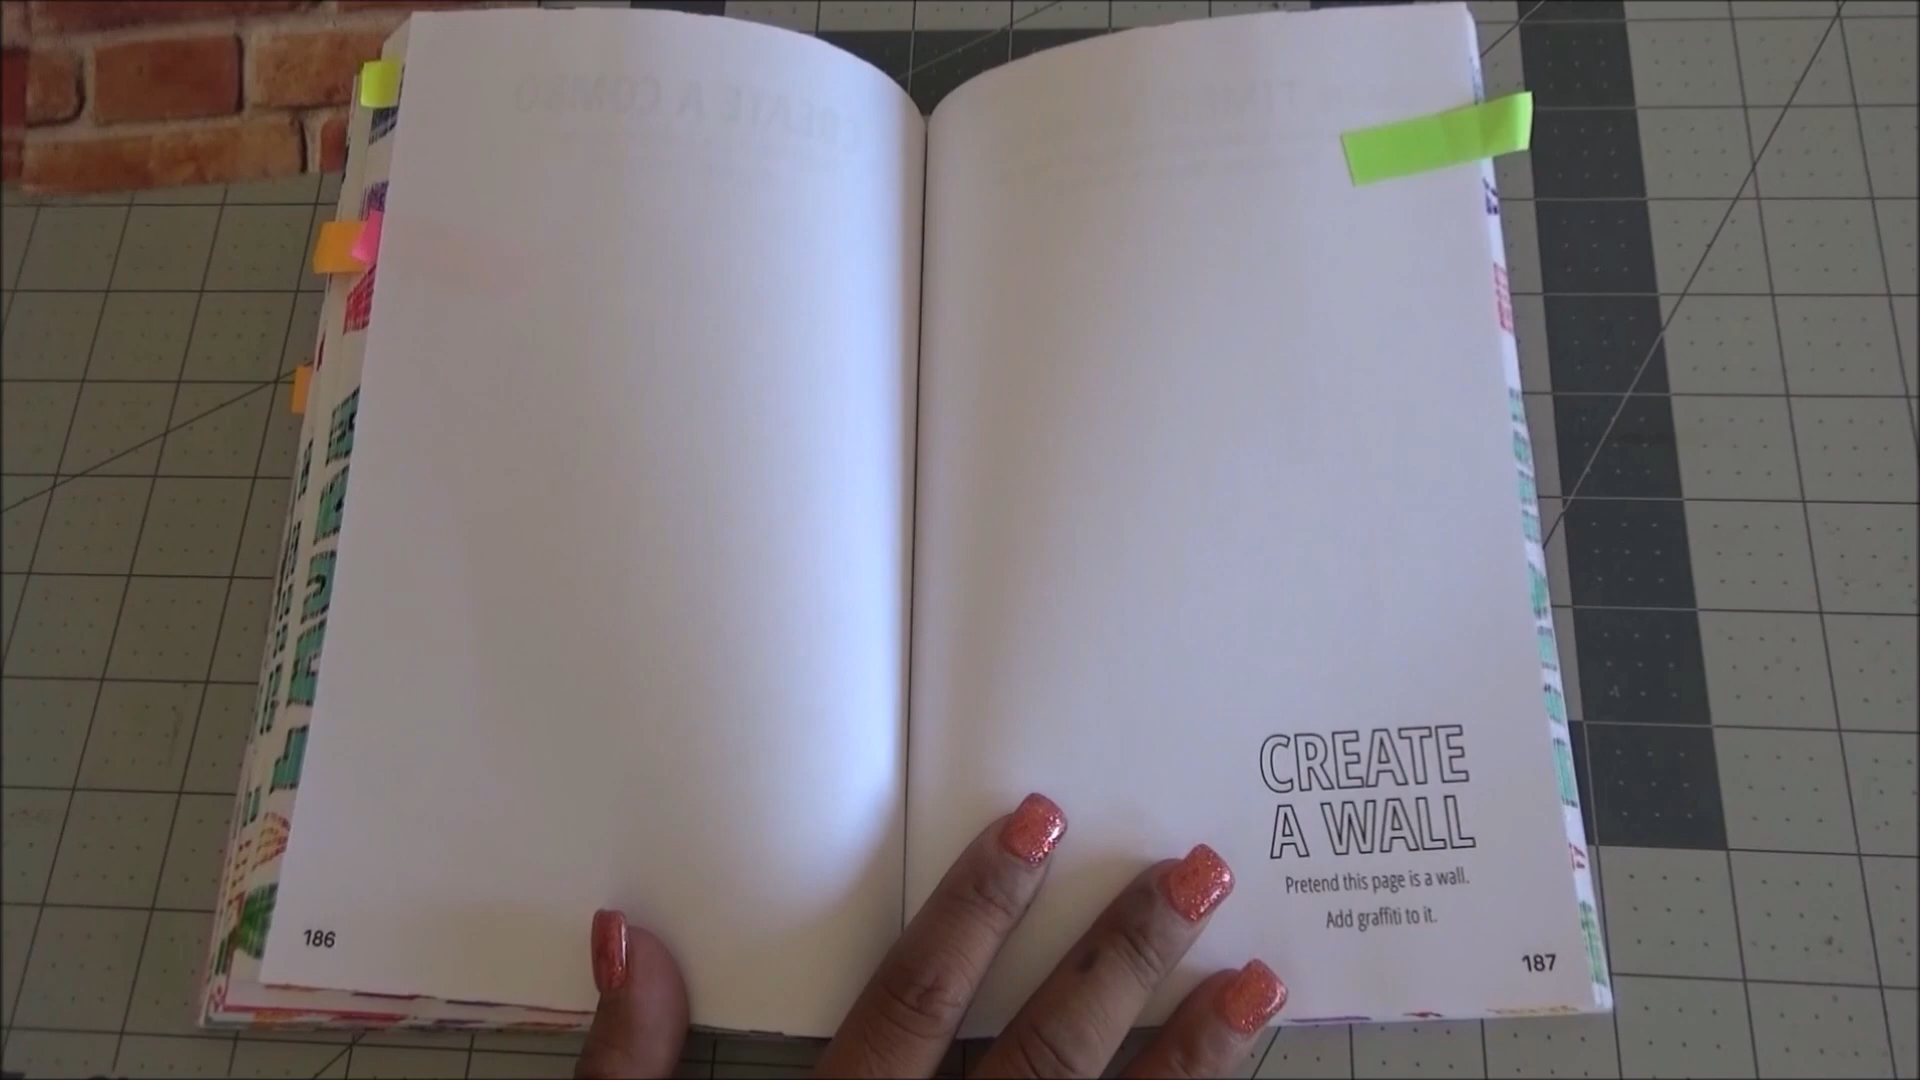 186
CREATE
A WALL
Pretend this page is a wall.
Add graffiti to it.
187